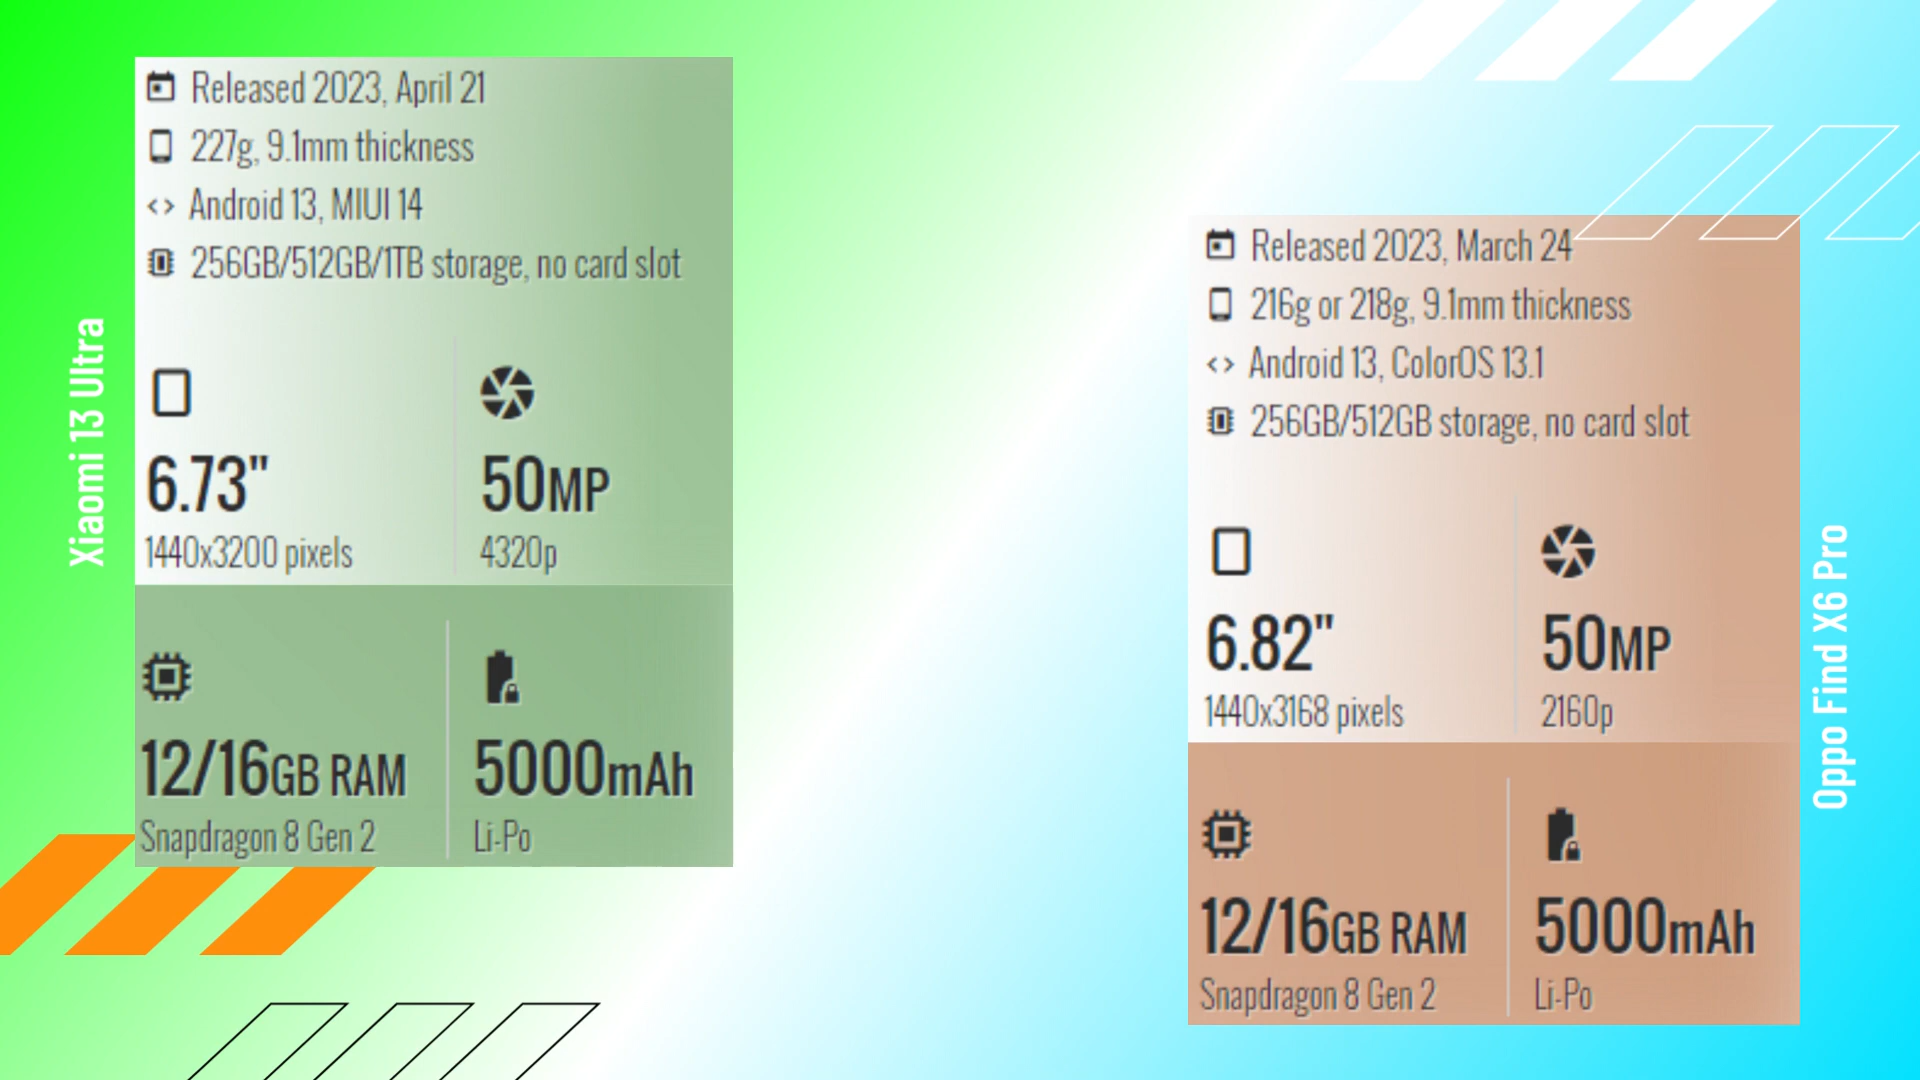 Xiaomi 13 Ultra
Released 2023, April 21
227g, 9.1mm thickness
Android 13, MIUI 14
256GB/512GB/1TB storage, no card slot
6.73"
1440x3200 pixels
50MP
4320p
12/16GB RAM
Snapdragon 8 Gen 2
5000mAh
Li-Po
Released 2023, March 24
216g or 218g, 9.1mm thickness
Android 13, ColorOS 13.1
256GB/512GB storage, no card slot
6.82"
1440x3168 pixels
50MP
2160p
12/16GB RAM
Snapdragon 8 Gen 2
5000mAh
Li-Po
Oppo Find X6 Pro